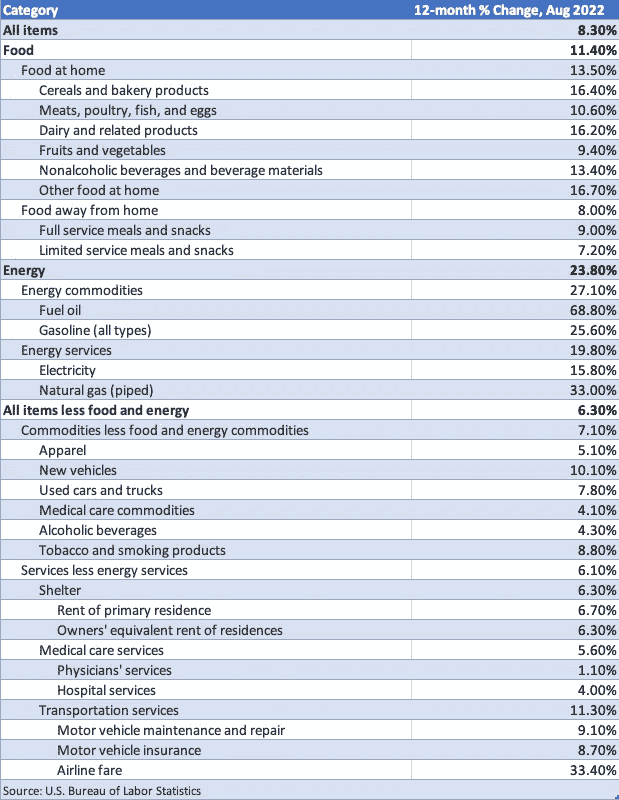 Category 12-month % Change, Aug 2022
All items 8.30%
Food 11.40%
Food at home 13.50%
Cereals and bakery products 16.40%
Meats, poultry, fish, and eggs 10.60%
Dairy and related products 16.20%
Fruits and vegetables 9.40%
Nonalcoholic beverages and beverage materials 13.40%
Other food at home 16.70%
Food away from home 8.00%
Full service meals and snacks 9.00%
Limited service meals and snacks 7.20%
Energy 23.80%
Energy commodities 27.10%
Fuel oil 68.80%
Gasoline (all types) 25.60%
Energy services 19.80%
Electricity 15.80%
Natural gas (piped) 33.00%
All items less food and energy 6.30%
Commodities less food and energy commodities 7.10%
Apparel 5.10%
New vehicles 10.10%
Used cars and trucks 7.80%
Medical care commodities 4.10%
Alcoholic beverages 4.30%
Tobacco and smoking products 8.80%
Services less energy services 6.10%
Shelter 6.30%
Rent of primary residence 6.70%
Owners' equivalent rent of residences 6.30%
Medical care services 5.60%
Physicians' services 1.10%
Hospital services 4.00%
Transportation services 11.30%
Motor vehicle maintenance and repair 9.10%
Motor vehicle insurance 8.70%
Airline fare 33.40%
Source: U.S. Bureau of Labor Statistics